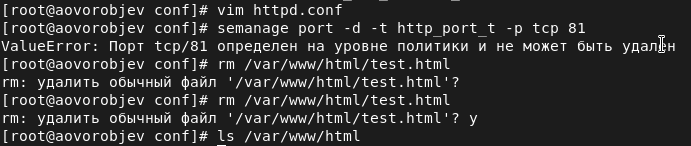 [root@aovorobjev conf]# vim httpd.conf
[root@aovorobjev conf]# semanage port -d -t http_port_t -p tcp 81
ValueError: Порт tcp/81 определен на уровне политики и не может быть удален
[root@aovorobjev conf]# rm /var/www/html/test.html
rm: удалить обычный файл '/var/www/html/test.html'?
[root@aovorobjev conf]# rm /var/www/html/test.html
rm: удалить обычный файл '/var/www/html/test.html'? y
[root@aovorobjev conf]# ls /var/www/html